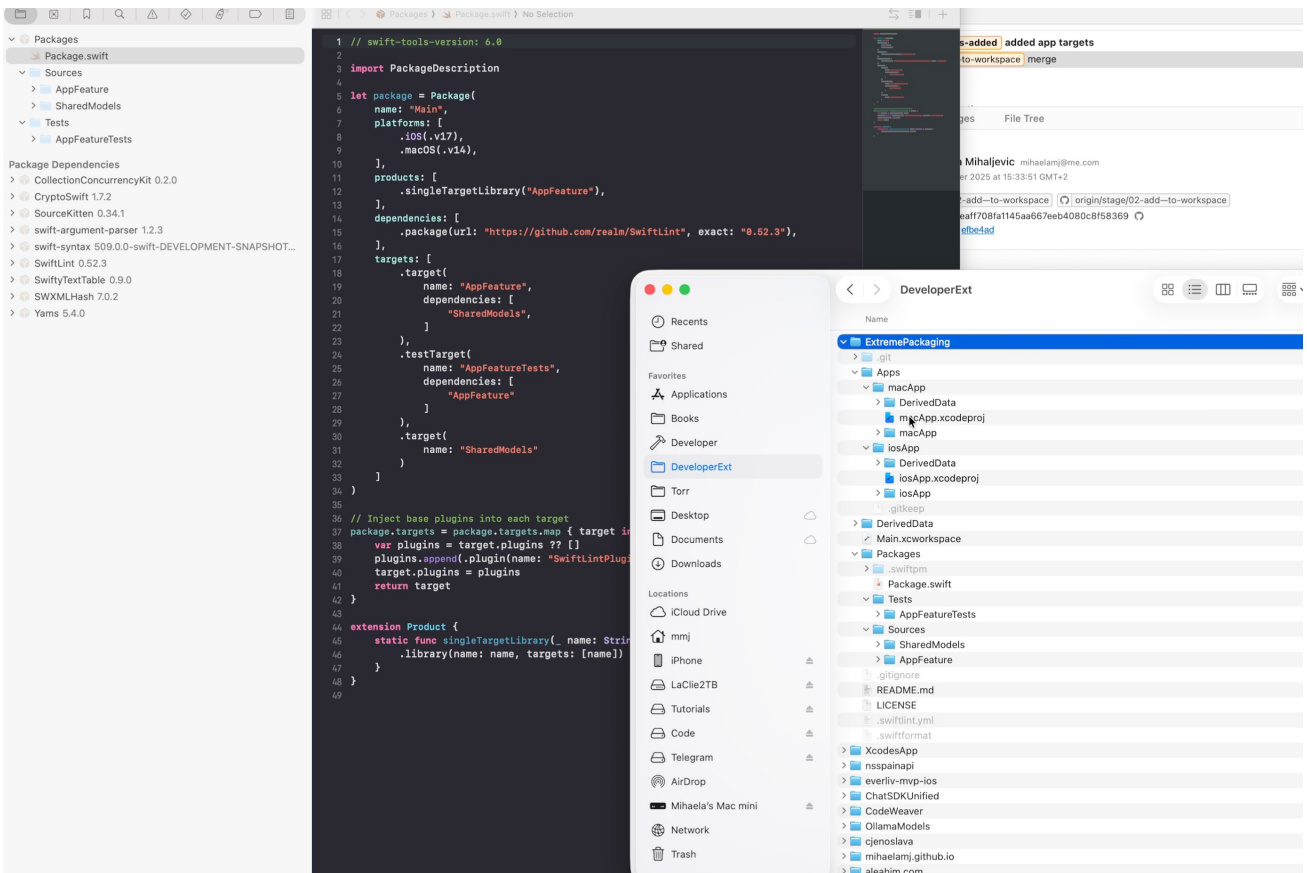 Packages
Package.swift
Sources
AppFeature
SharedModels
Tests
AppFeatureTests
Package Dependencies
CollectionConcurrencyKit 0.2.0
CryptoSwift 1.7.2
SourceKitten 0.34.1
swift-argument-parser 1.2.3
swift-syntax 509.0.0-swift-DEVELOPMENT-SNAPSHOT...
SwiftLint 0.52.3
SwiftyTextTable 0.9.0
SWXMLHash 7.0.2
Yams 5.4.0
Packages > Package.swift > No Selection
1 // swift-tools-version: 6.0
2
3 import PackageDescription
4
5 let package = Package(
6     name: "Main",
7     platforms: [
8         .iOS(.v17),
9         .macOS(.v14),
10     ],
11     products: [
12         .singleTargetLibrary("AppFeature"),
13     ],
14     dependencies: [
15         .package(url: "https://github.com/realm/SwiftLint", exact: "0.52.3"),
16     ],
17     targets: [
18         .target(
19             name: "AppFeature",
20             dependencies: [
21                 "SharedModels",
22             ]
23         ),
24         .testTarget(
25             name: "AppFeatureTests",
26             dependencies: [
27                 "AppFeature"
28             ]
29         ),
30         .target(
31             name: "SharedModels"
32         )
33     ]
34 )
35
36 // Inject base plugins into each target
37 package.targets = package.targets.map { target in
38     var plugins = target.plugins ?? []
39     plugins.append(.plugin(name: "SwiftLintPlugi
40     target.plugins = plugins
41     return target
42 }
43
44 extension Product {
45     static func singleTargetLibrary(_ name: Strin
46         .library(name: name, targets: [name])
47     }
48 }
49
s-added added app targets
-to-workspace merge
ges File Tree
Mihaljevic mihaelamj@me.com
er 2025 at 15:33:51 GMT+2
2-add—to-workspace origin/stage/02-add—to-workspace
eaff708fa1145aa667eeb4080c8f58369
efbe4ad
Recents
Shared
Favorites
Applications
Books
Developer
DeveloperExt
Torr
Desktop
Documents
Downloads
Locations
iCloud Drive
mmj
iPhone
LaClie2TB
Tutorials
Code
Telegram
AirDrop
Mihaela's Mac mini
Network
Trash
DeveloperExt
Name
ExtremePackaging
.git
Apps
macApp
DerivedData
macApp.xcodeproj
macApp
iosApp
DerivedData
iosApp.xcodeproj
iosApp
.gitkeep
DerivedData
Main.xcworkspace
Packages
.swiftpm
Package.swift
Tests
AppFeatureTests
Sources
SharedModels
AppFeature
.gitignore
README.md
LICENSE
.swiftlint.yml
.swiftformat
XcodesApp
nsspainapi
everliv-mvp-ios
ChatSDKUnified
CodeWeaver
OllamaModels
cjenoslava
mihaelamj.github.io
aleahim.com